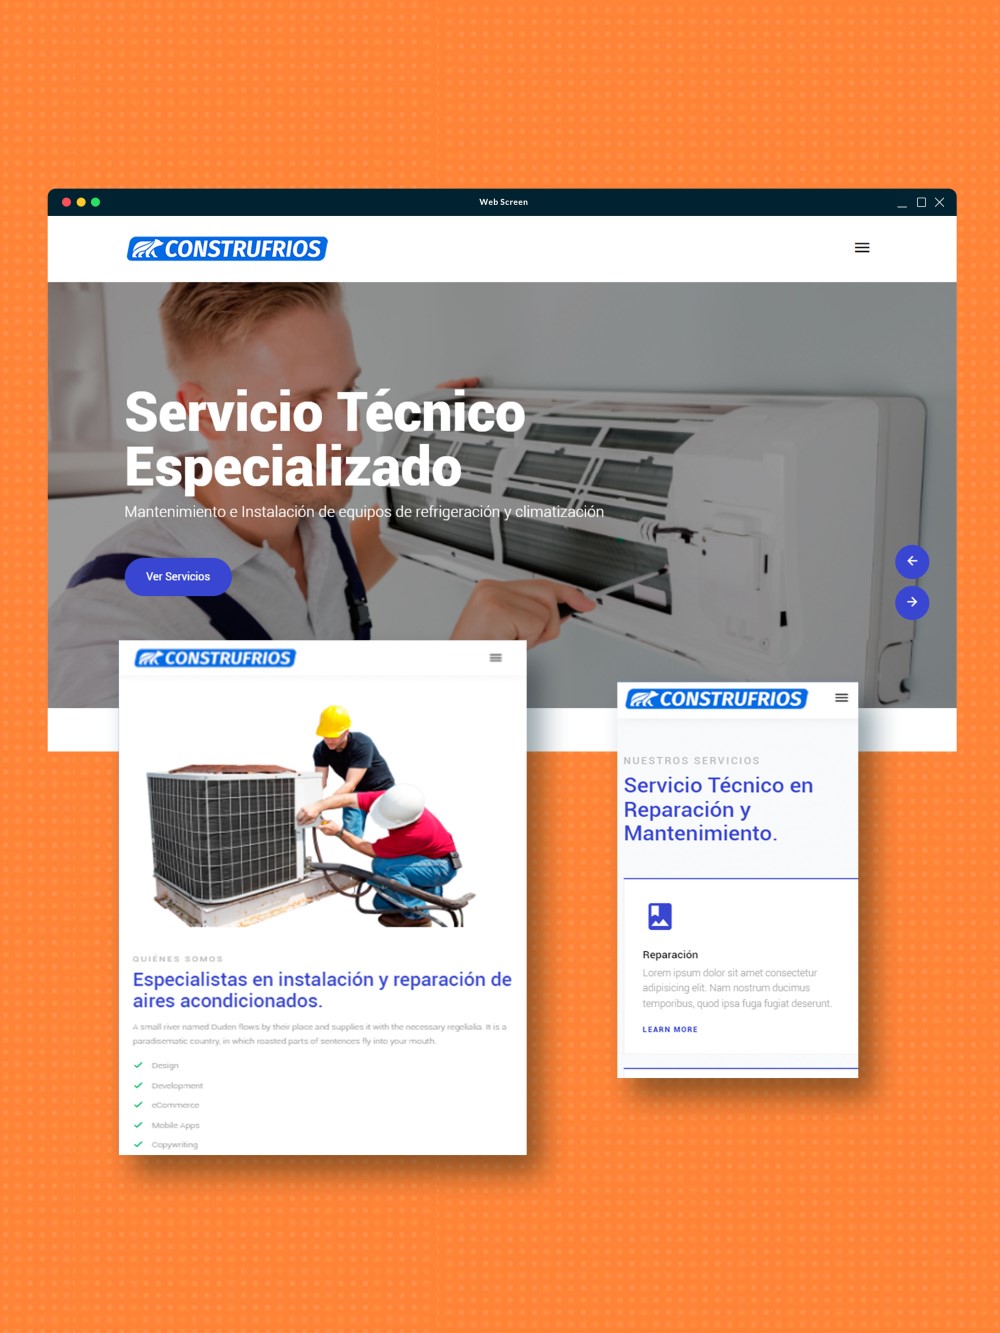 Web Screen
CONSTRUFRIOS
Servicio Técnico
Especializado
Mantenimiento e Instalación de equipos de refrigeración y climatización
Ver Servicios
CONSTRUFRIOS
QUIÉNES SOMOS
Especialistas en instalación y reparación de
aires acondicionados.
A small river named Duden flows by their place and supplies it with the necessary regelialia. It is a
paradisematic country, in which roasted parts of sentences fly into your mouth.
Design
Development
eCommerce
Mobile Apps
Copywriting
CONSTRUFRIOS
NUESTROS SERVICIOS
Servicio Técnico en
Reparación y
Mantenimiento.
Reparación
Lorem ipsum dolor sit amet consectetur
adipisicing elit. Nam nostrum ducimus
temporibus, quod ipsa fuga fugiat deserunt.
LEARN MORE